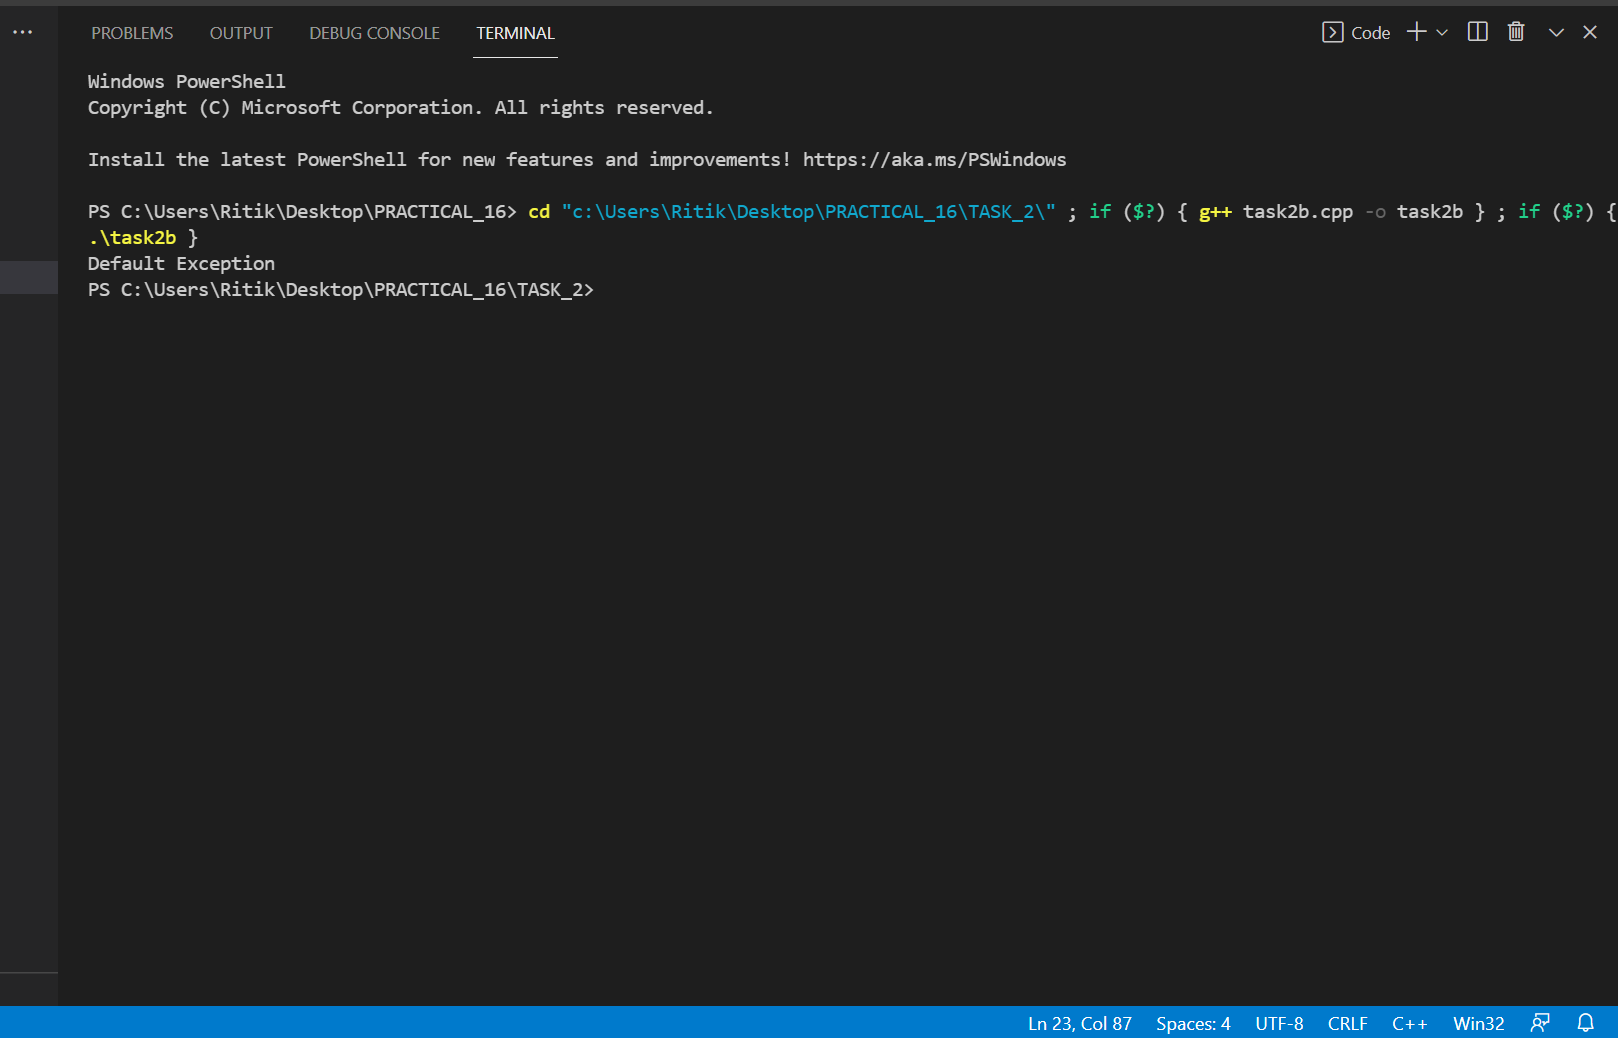 PROBLEMS OUTPUT DEBUG CONSOLE TERMINAL Code
Windows PowerShell
Copyright (C) Microsoft Corporation. All rights reserved.
Install the latest PowerShell for new features and improvements! https://aka.ms/PSWindows
PS C:\Users\Ritik\Desktop\PRACTICAL_16> cd "c:\Users\Ritik\Desktop\PRACTICAL_16\TASK_2\" ; if ($?) { g++ task2b.cpp -o task2b } ; if ($?) {
.\task2b }
Default Exception
PS C:\Users\Ritik\Desktop\PRACTICAL_16\TASK_2>
Ln 23, Col 87 Spaces: 4 UTF-8 CRLF C++ Win32